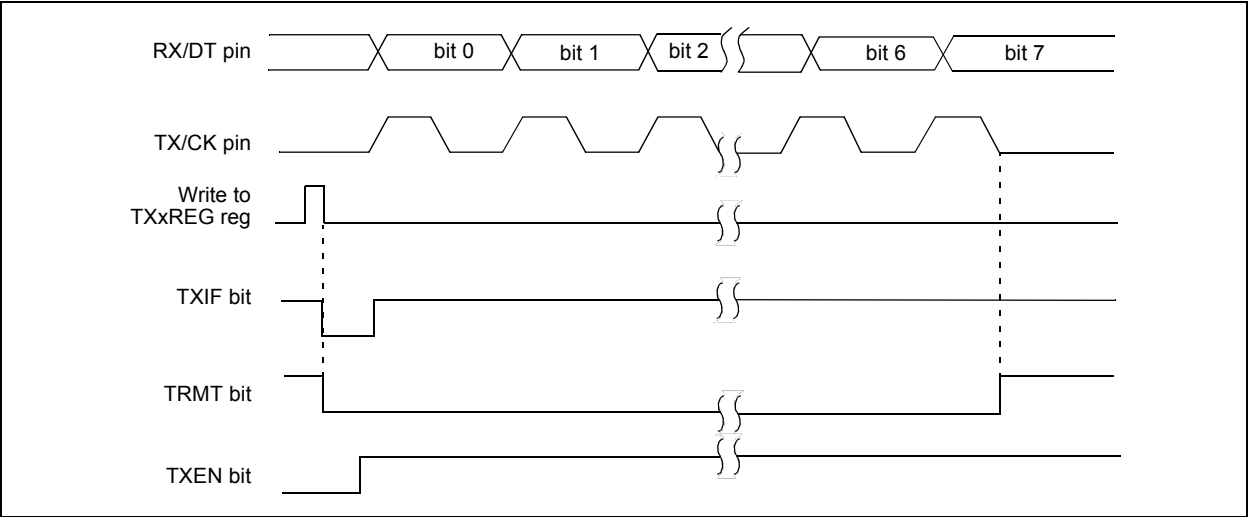 RX/DT pin
bit 0
bit 1
bit 2
bit 6
bit 7
TX/CK pin
Write to
TXxREG reg
TXIF bit
TRMT bit
TXEN bit